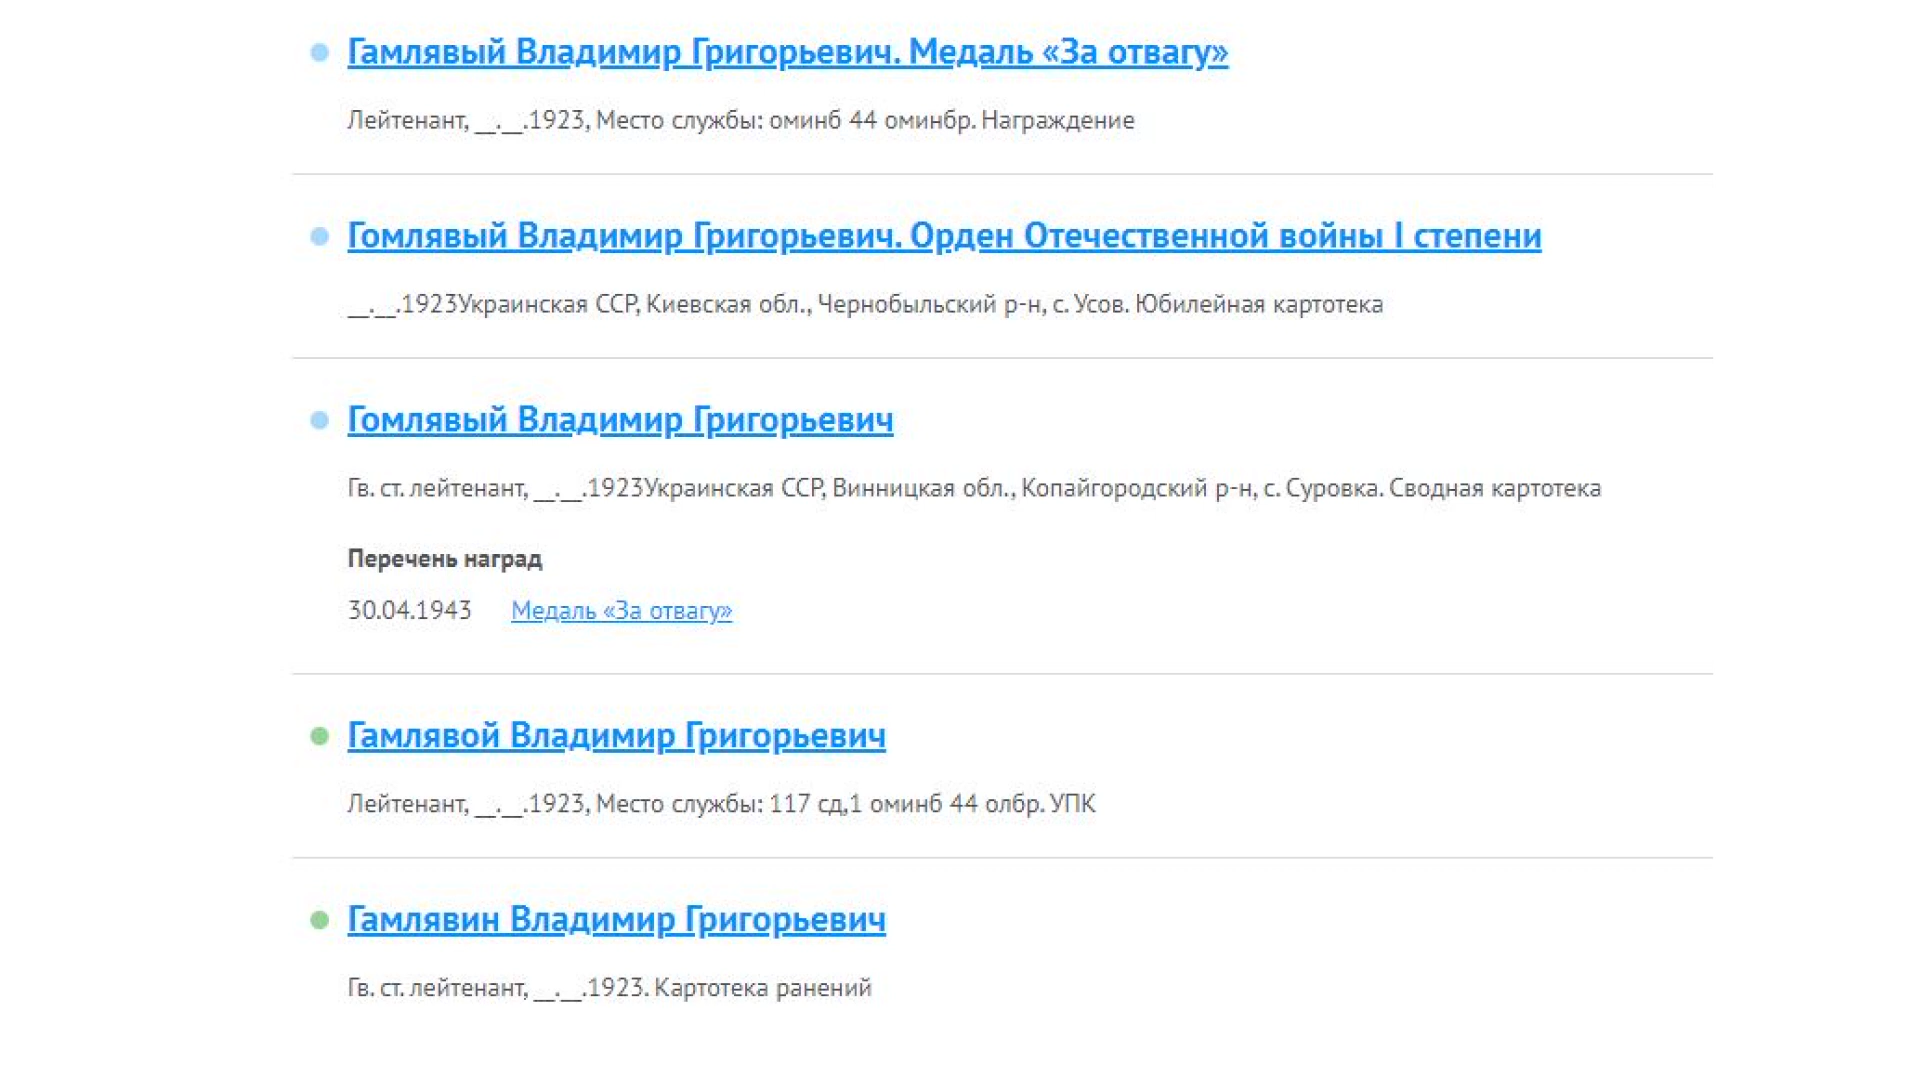 Гамлявый Владимир Григорьевич. Медаль «За отвагу»
Лейтенант, __.__.1923, Место службы: оминб 44 оминбр. Награждение
Гомлявый Владимир Григорьевич. Орден Отечественной войны I степени
__.__.1923Украинская ССР, Киевская обл., Чернобыльский р-н, с. Усов. Юбилейная картотека
Гомлявый Владимир Григорьевич
Гв. ст. лейтенант, __.__.1923Украинская ССР, Винницкая обл., Копайгородский р-н, с. Суровка. Сводная картотека
Перечень наград
30.04.1943 Медаль «За отвагу»
Гамлявой Владимир Григорьевич
Лейтенант, __.__.1923, Место службы: 117 сд,1 оминб 44 олбр. УПК
Гамлявин Владимир Григорьевич
Гв. ст. лейтенант, __.__.1923. Картотека ранений